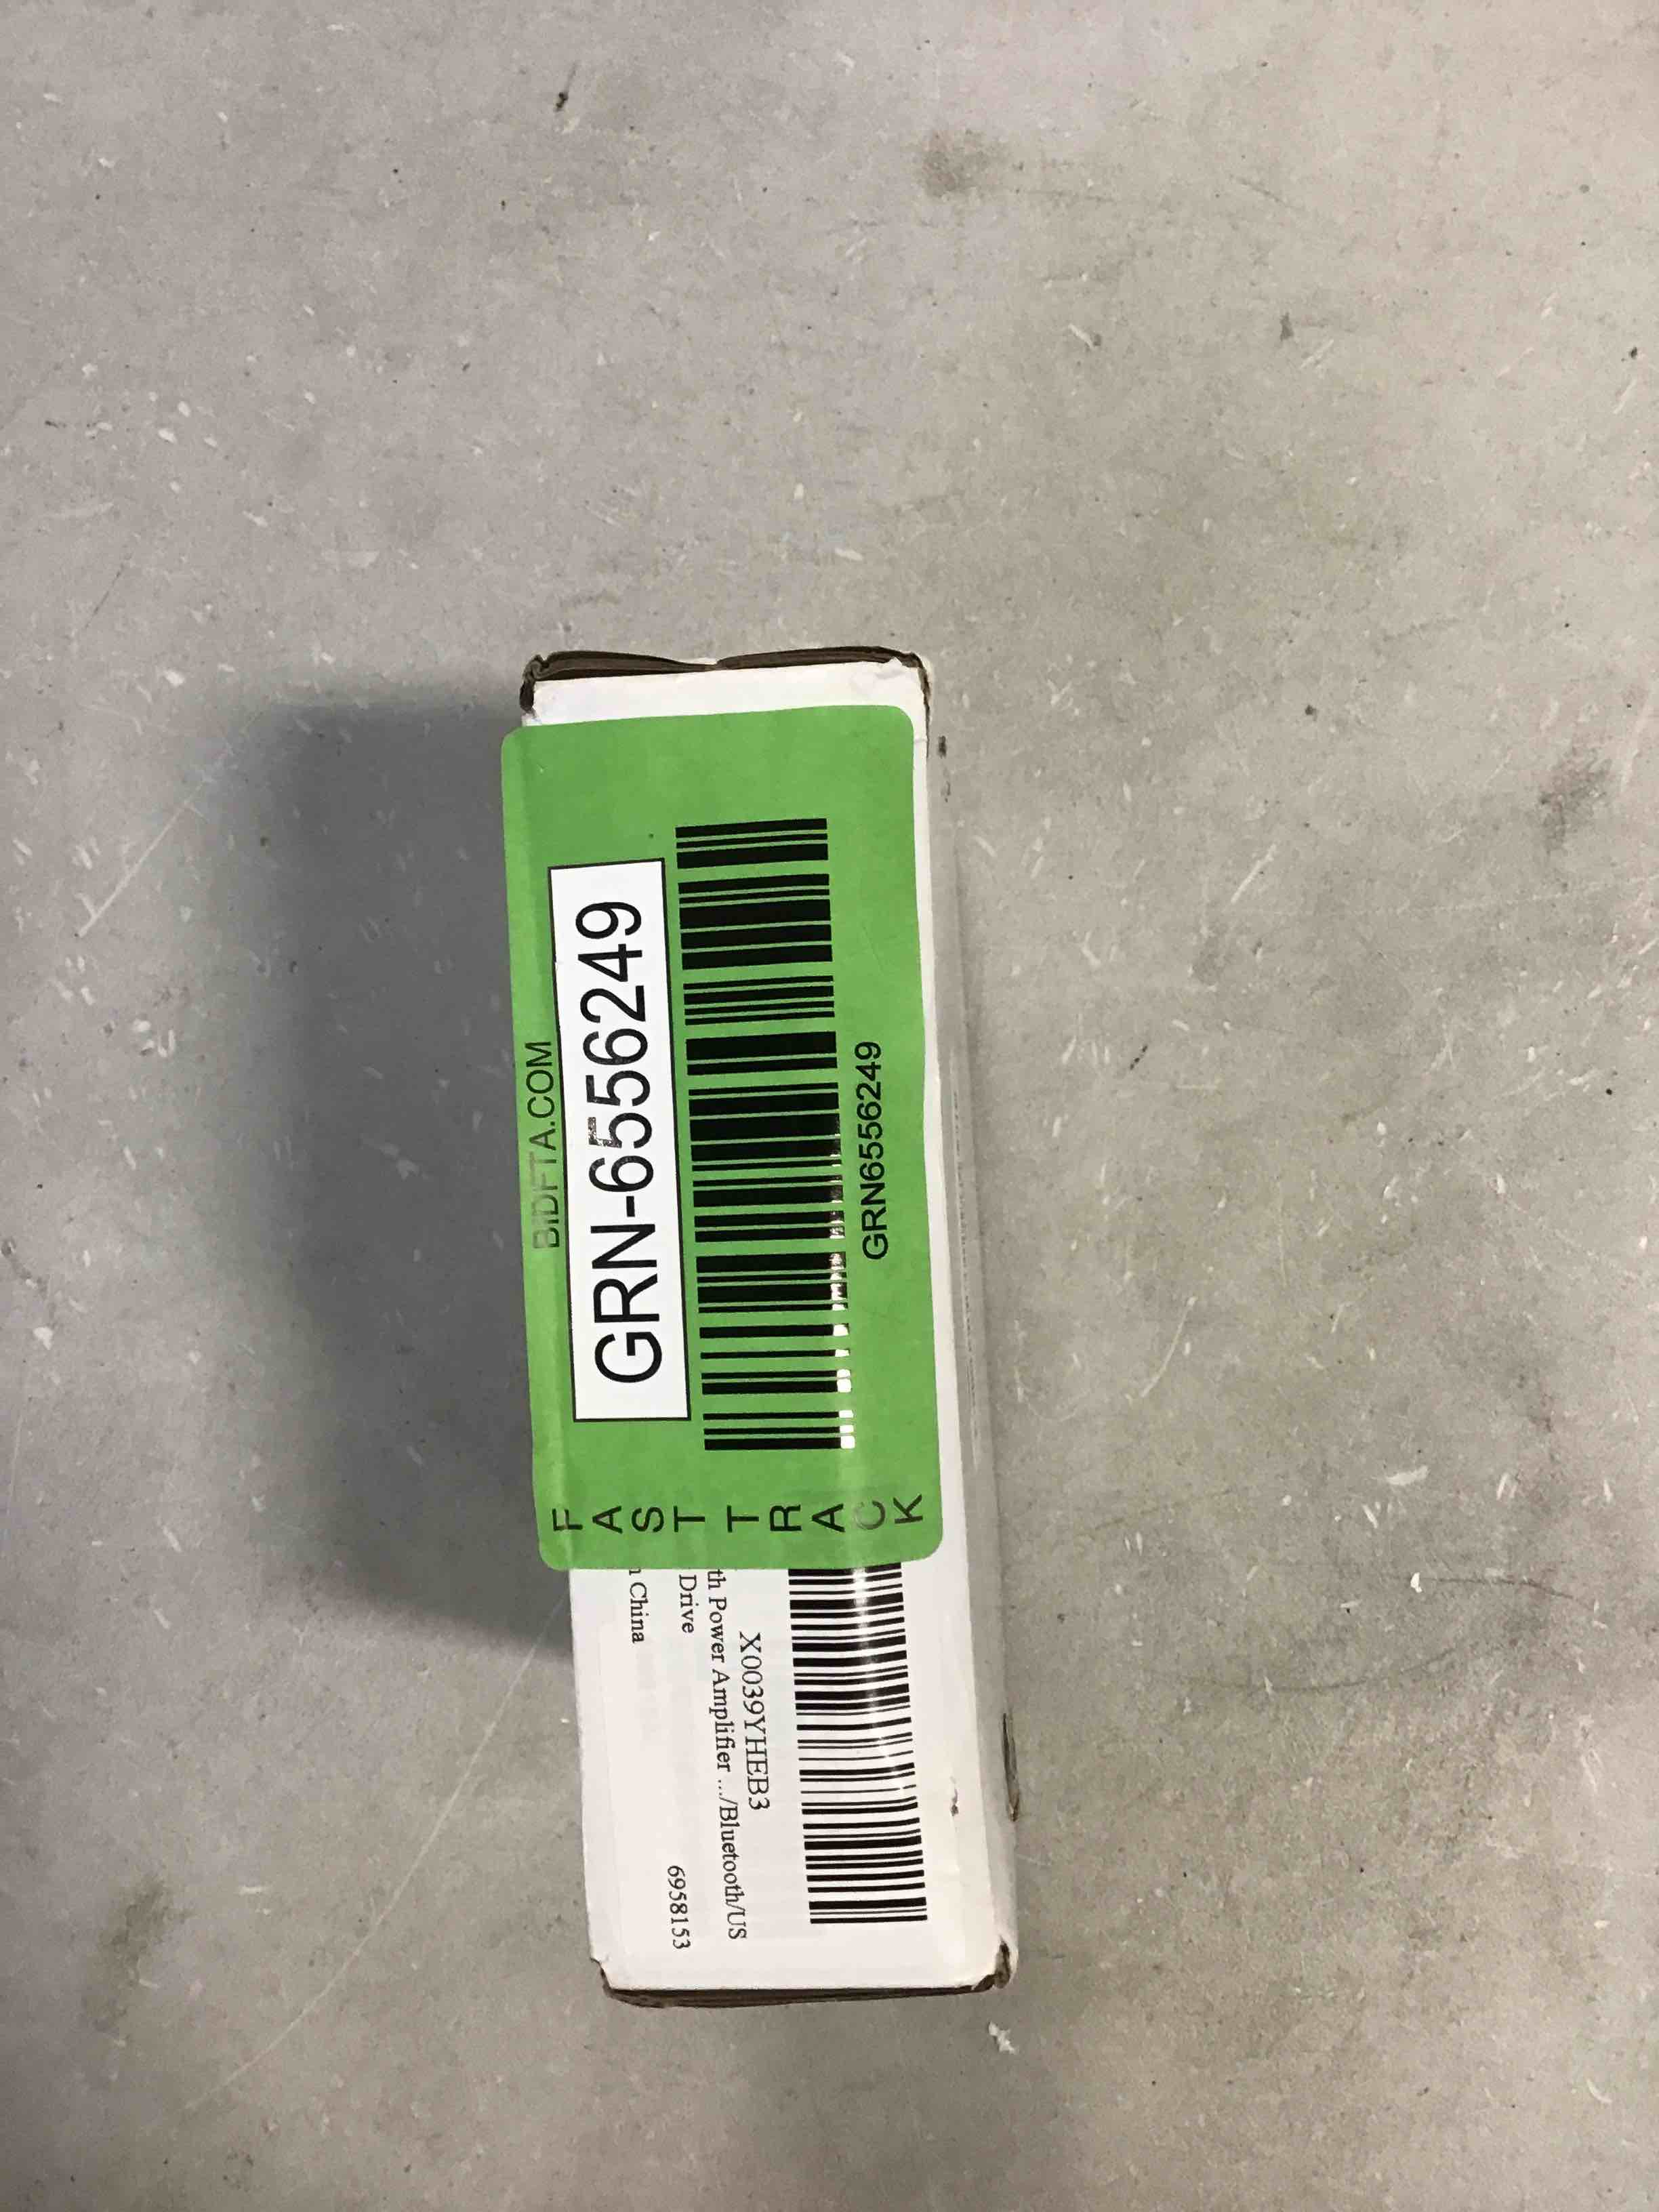 BIDFTA.COM
GRN-6556249
GRN6556249
FAST TRACK
X0039YHEB3
th Power Amplifier .../Bluetooth/US
Drive
6958153
China